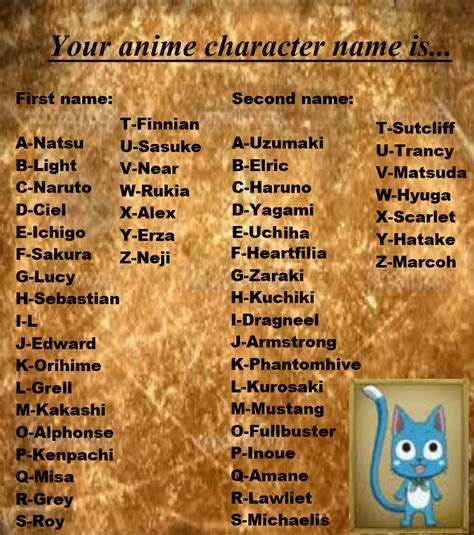 Your anime character name is...
First name:
A-Natsu
B-Light
C-Naruto
D-Ciel
E-Ichigo
F-Sakura
G-Lucy
H-Sebastian
I-L
J-Edward
K-Orihime
L-Grell
M-Kakashi
O-Alphonse
P-Kenpachi
Q-Misa
R-Grey
S-Roy
T-Finnian
U-Sasuke
V-Near
W-Rukia
X-Alex
Y-Erza
Z-Neji
Second name:
A-Uzumaki
B-Elric
C-Haruno
D-Yagami
E-Uchiha
F-Heartfilia
G-Zaraki
H-Kuchiki
I-Dragneel
J-Armstrong
K-Phantomhive
L-Kurosaki
M-Mustang
O-Fullbuster
P-Inoue
Q-Amane
R-Lawliet
S-Michaelis
T-Sutcliff
U-Trancy
V-Matsuda
W-Hyuga
X-Scarlet
Y-Hatake
Z-Marcoh